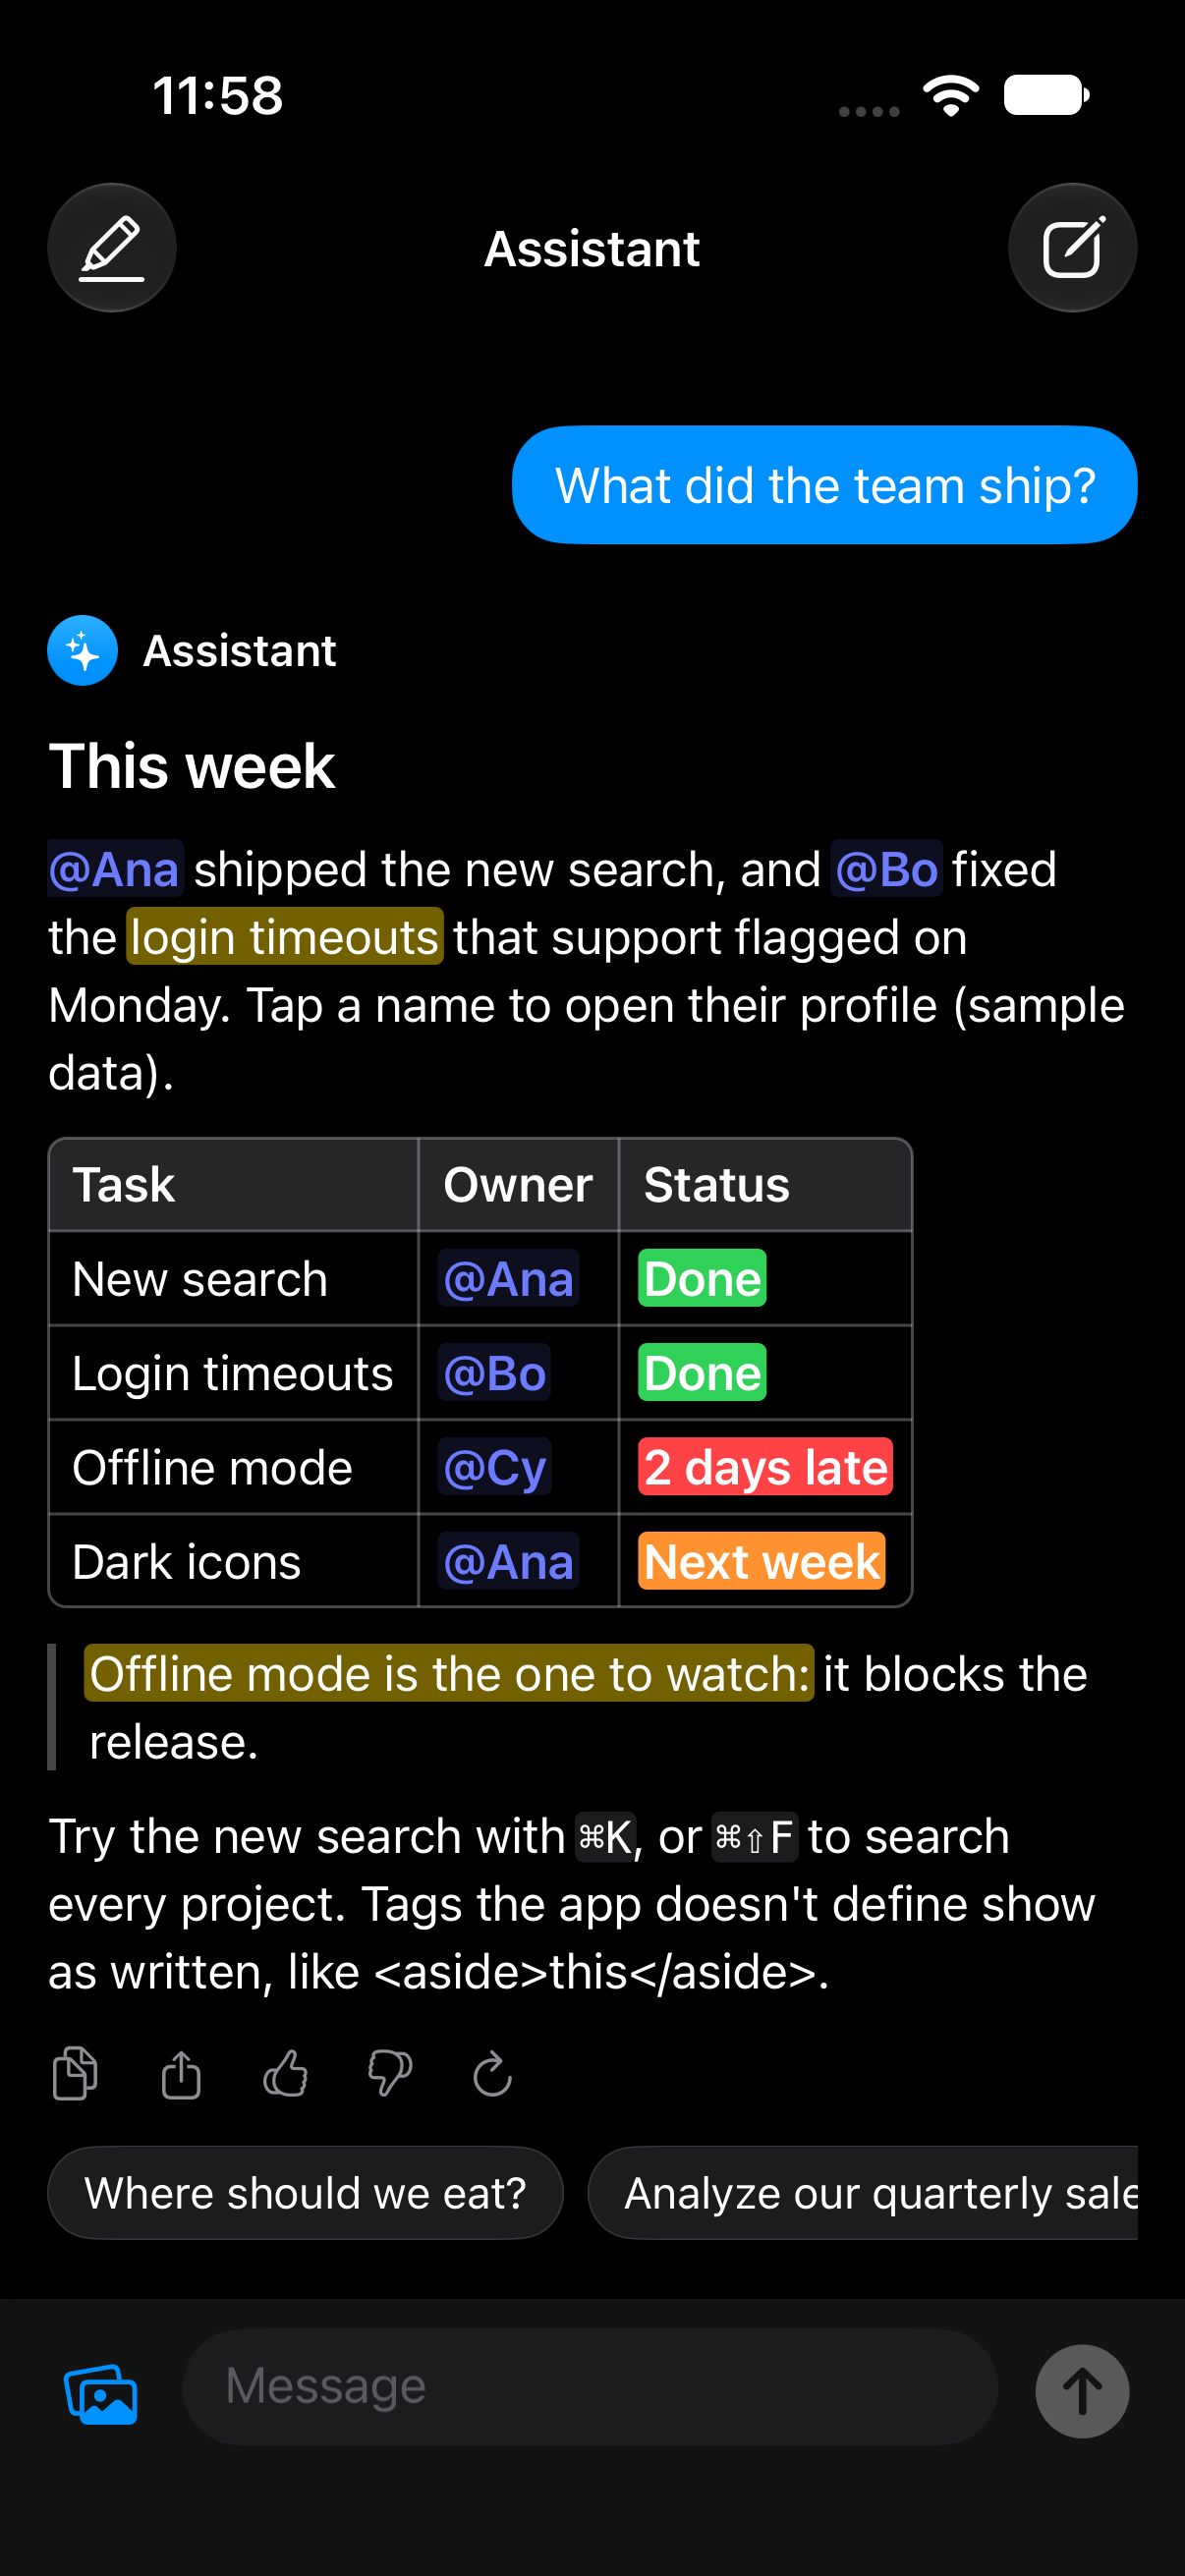 11:58
Assistant
What did the team ship?
Assistant
This week
@Ana shipped the new search, and @Bo fixed
the login timeouts that support flagged on
Monday. Tap a name to open their profile (sample
data).
Task Owner Status
New search @Ana Done
Login timeouts @Bo Done
Offline mode @Cy 2 days late
Dark icons @Ana Next week
Offline mode is the one to watch: it blocks the
release.
Try the new search with ⌘K, or ⌘⇧F to search
every project. Tags the app doesn't define show
as written, like <aside>this</aside>.
Where should we eat?
Analyze our quarterly sale
Message